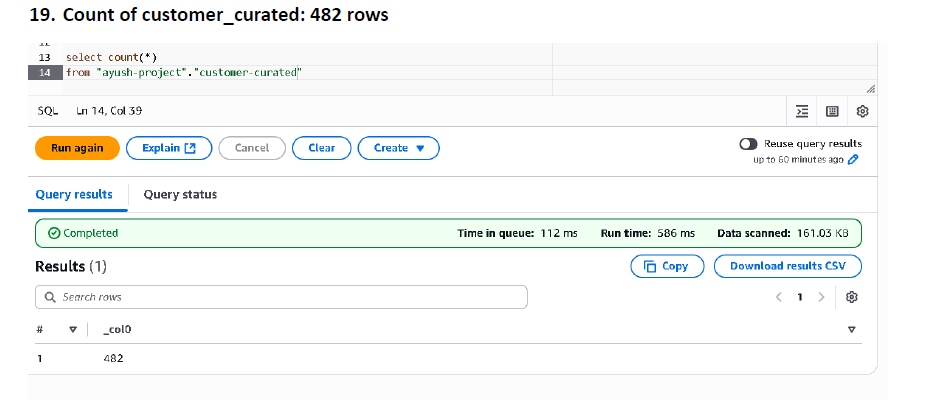 19. Count of customer_curated: 482 rows
13 select count(*)
14 from "ayush-project"."customer-curated"
SQL Ln 14, Col 39
Run again Explain Cancel Clear Create Reuse query results
up to 60 minutes ago
Query results Query status
Completed Time in queue: 112 ms Run time: 586 ms Data scanned: 161.03 KB
Results (1) Copy Download results CSV
Search rows < 1 >
# _col0
1 482